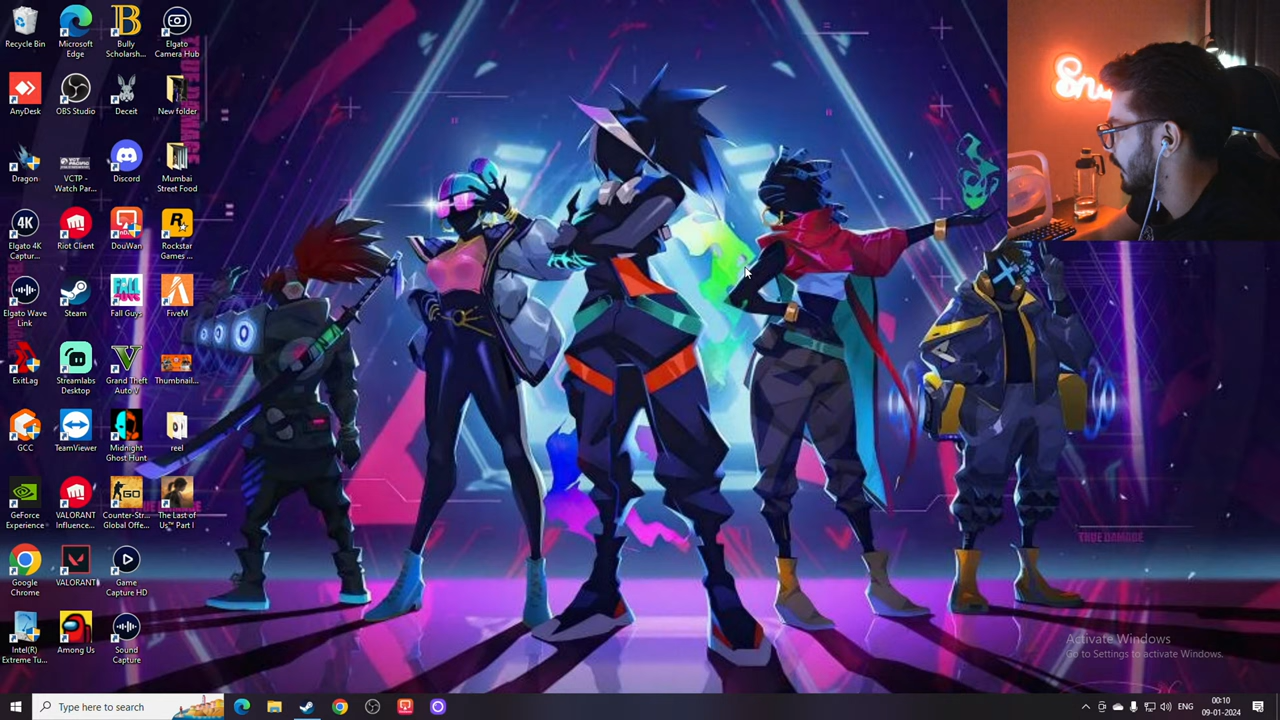 Recycle Bin
Microsoft
Edge
Bully
Scholarsh...
Elgato
Camera Hub
AnyDesk
OBS Studio
Deceit
New folder
Dragon
VCTP -
Watch Par...
Discord
Mumbai
Street Food
Elgato 4K
Captur...
Riot Client
DouWan
Rockstar
Games ...
Elgato Wave
Link
Steam
Fall Guys
FiveM
ExitLag
Streamlabs
Desktop
Grand Theft
Auto V
Thumbnail...
GCC
TeamViewer
Midnight
Ghost Hunt
reel
GeForce
Experience
VALORANT
Influence...
Counter-Str...
Global Offe...
The Last of
Us™ Part I
Google
Chrome
VALORANT
Game
Capture HD
Intel(R)
Extreme Tu...
Among Us
Sound
Capture
TRUE DAMAGE
TRUE DAMAGE
Activate Windows
Go to Settings to activate Windows.
Type here to search
ENG
00:10
09-01-2024